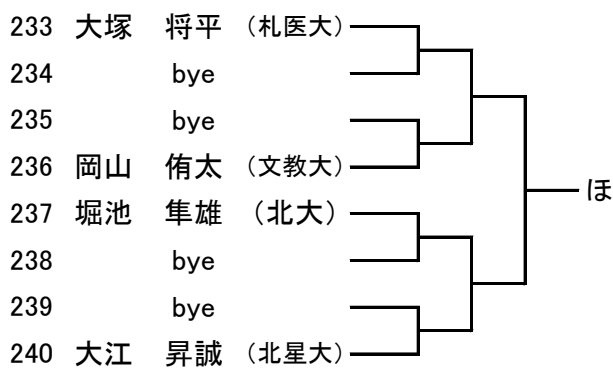 233 大塚 将平 (札医大)
234 bye
235 bye
236 岡山 侑太 (文教大)
ほ
237 堀池 隼雄 (北大)
238 bye
239 bye
240 大江 昇誠 (北星大)